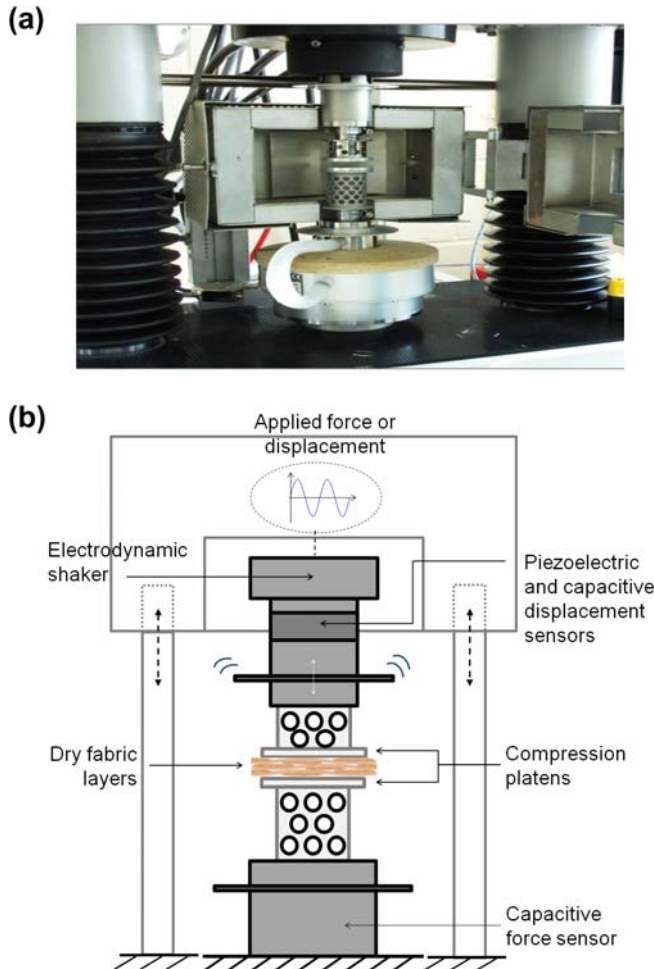 (a)
(b)
Applied force or
displacement
Electrodynamic
shaker
Piezoelectric
and capacitive
displacement
sensors
Dry fabric
layers
Compression
platens
Capacitive
force sensor